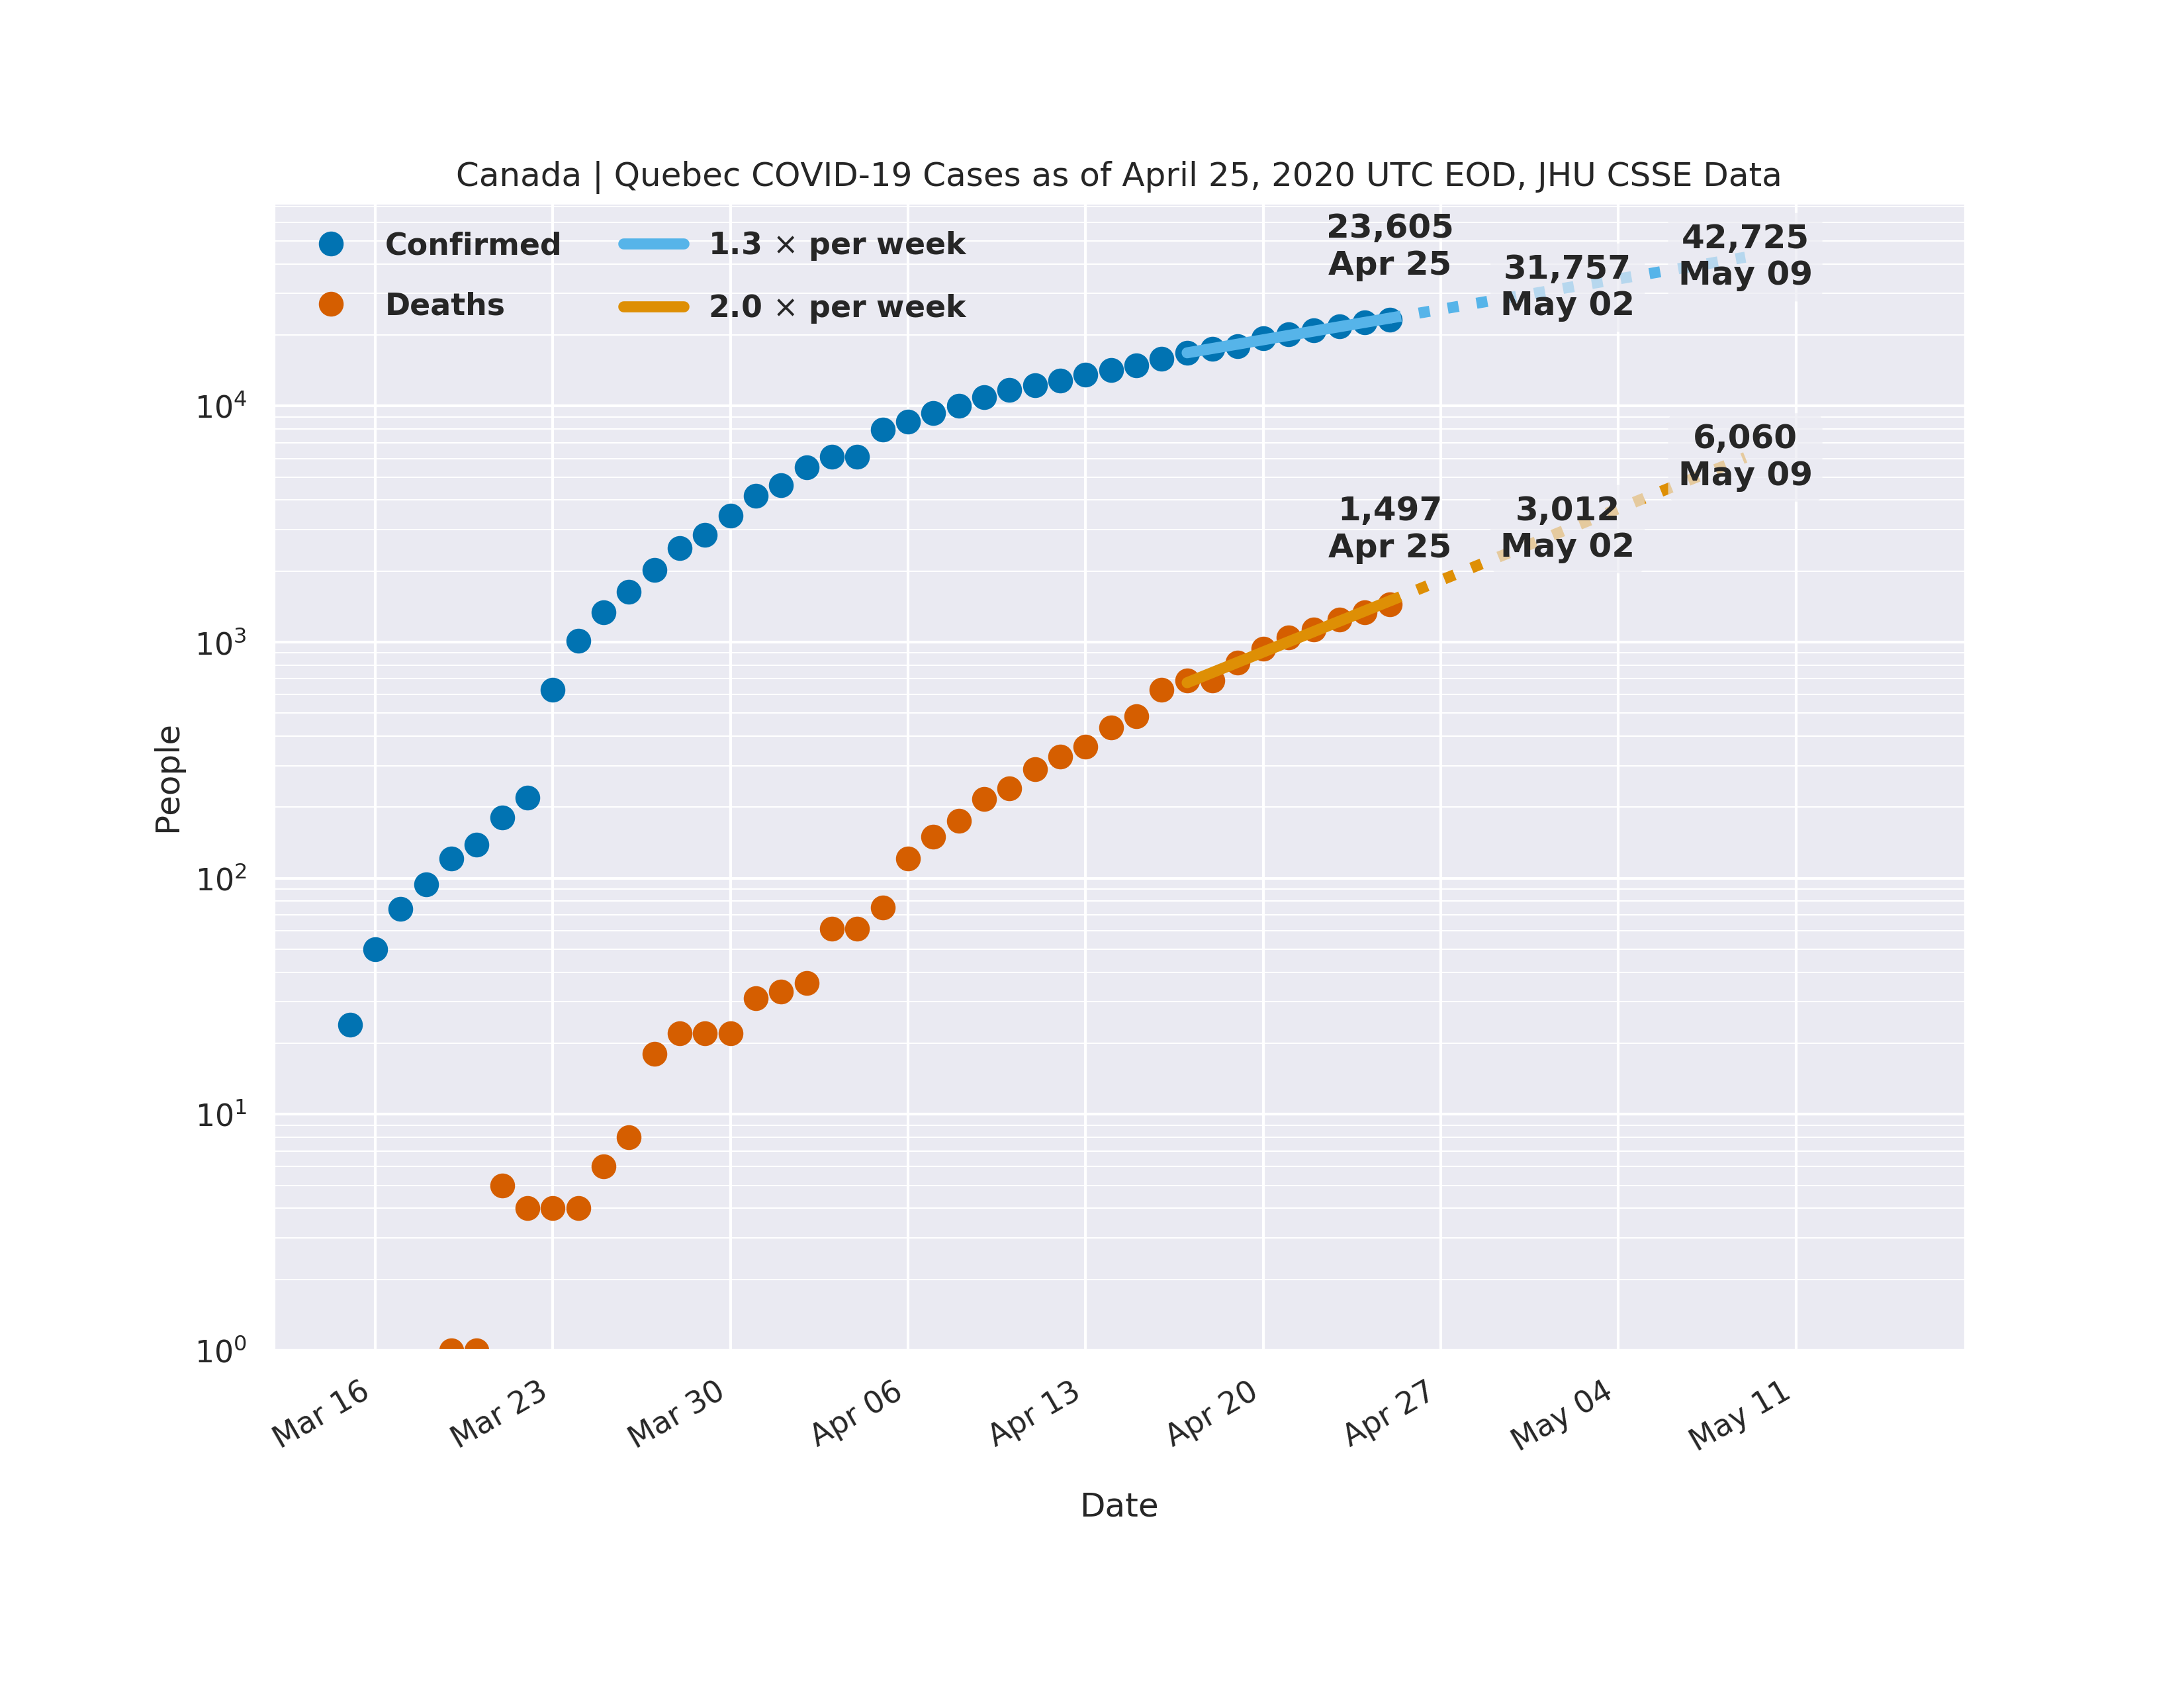 Canada | Quebec COVID-19 Cases as of April 25, 2020 UTC EOD, JHU CSSE Data
Confirmed
Deaths
1.3 × per week
2.0 × per week
23,605
Apr 25
31,757
May 02
42,725
May 09
1,497
Apr 25
3,012
May 02
6,060
May 09
People
10⁴
10³
10²
10¹
10⁰
Mar 16
Mar 23
Mar 30
Apr 06
Apr 13
Apr 20
Apr 27
May 04
May 11
Date